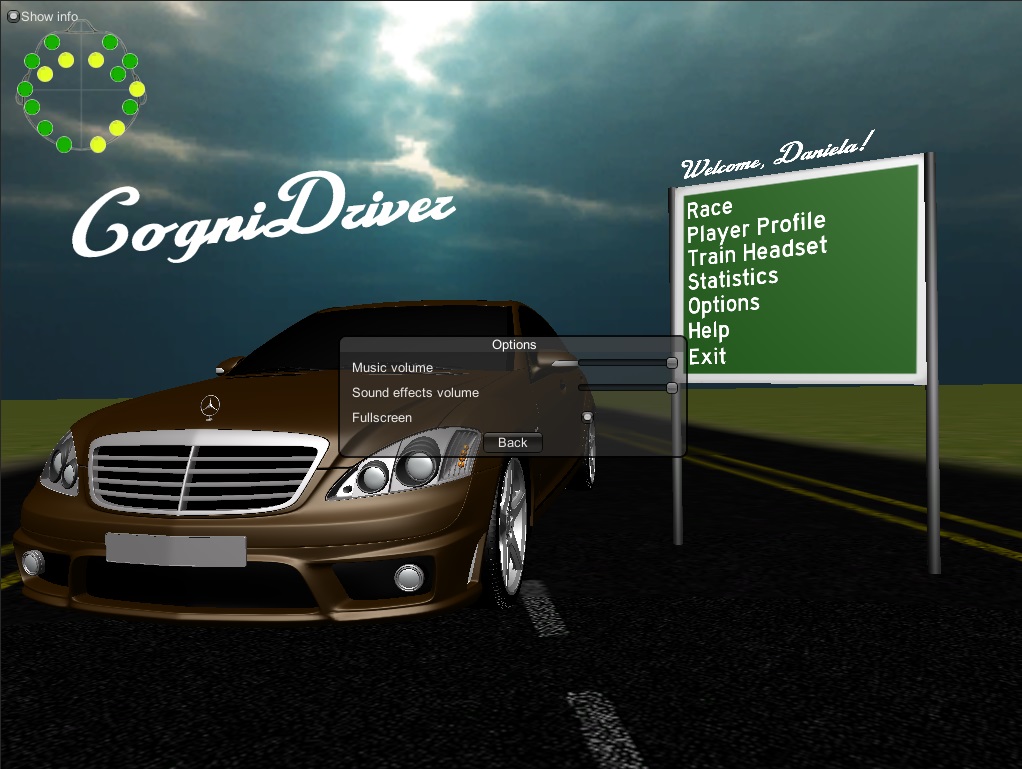 Show info
CogniDriver
Welcome, Daniela!
Race
Player Profile
Train Headset
Statistics
Options
Help
Exit
Options
Music volume
Sound effects volume
Fullscreen
Back